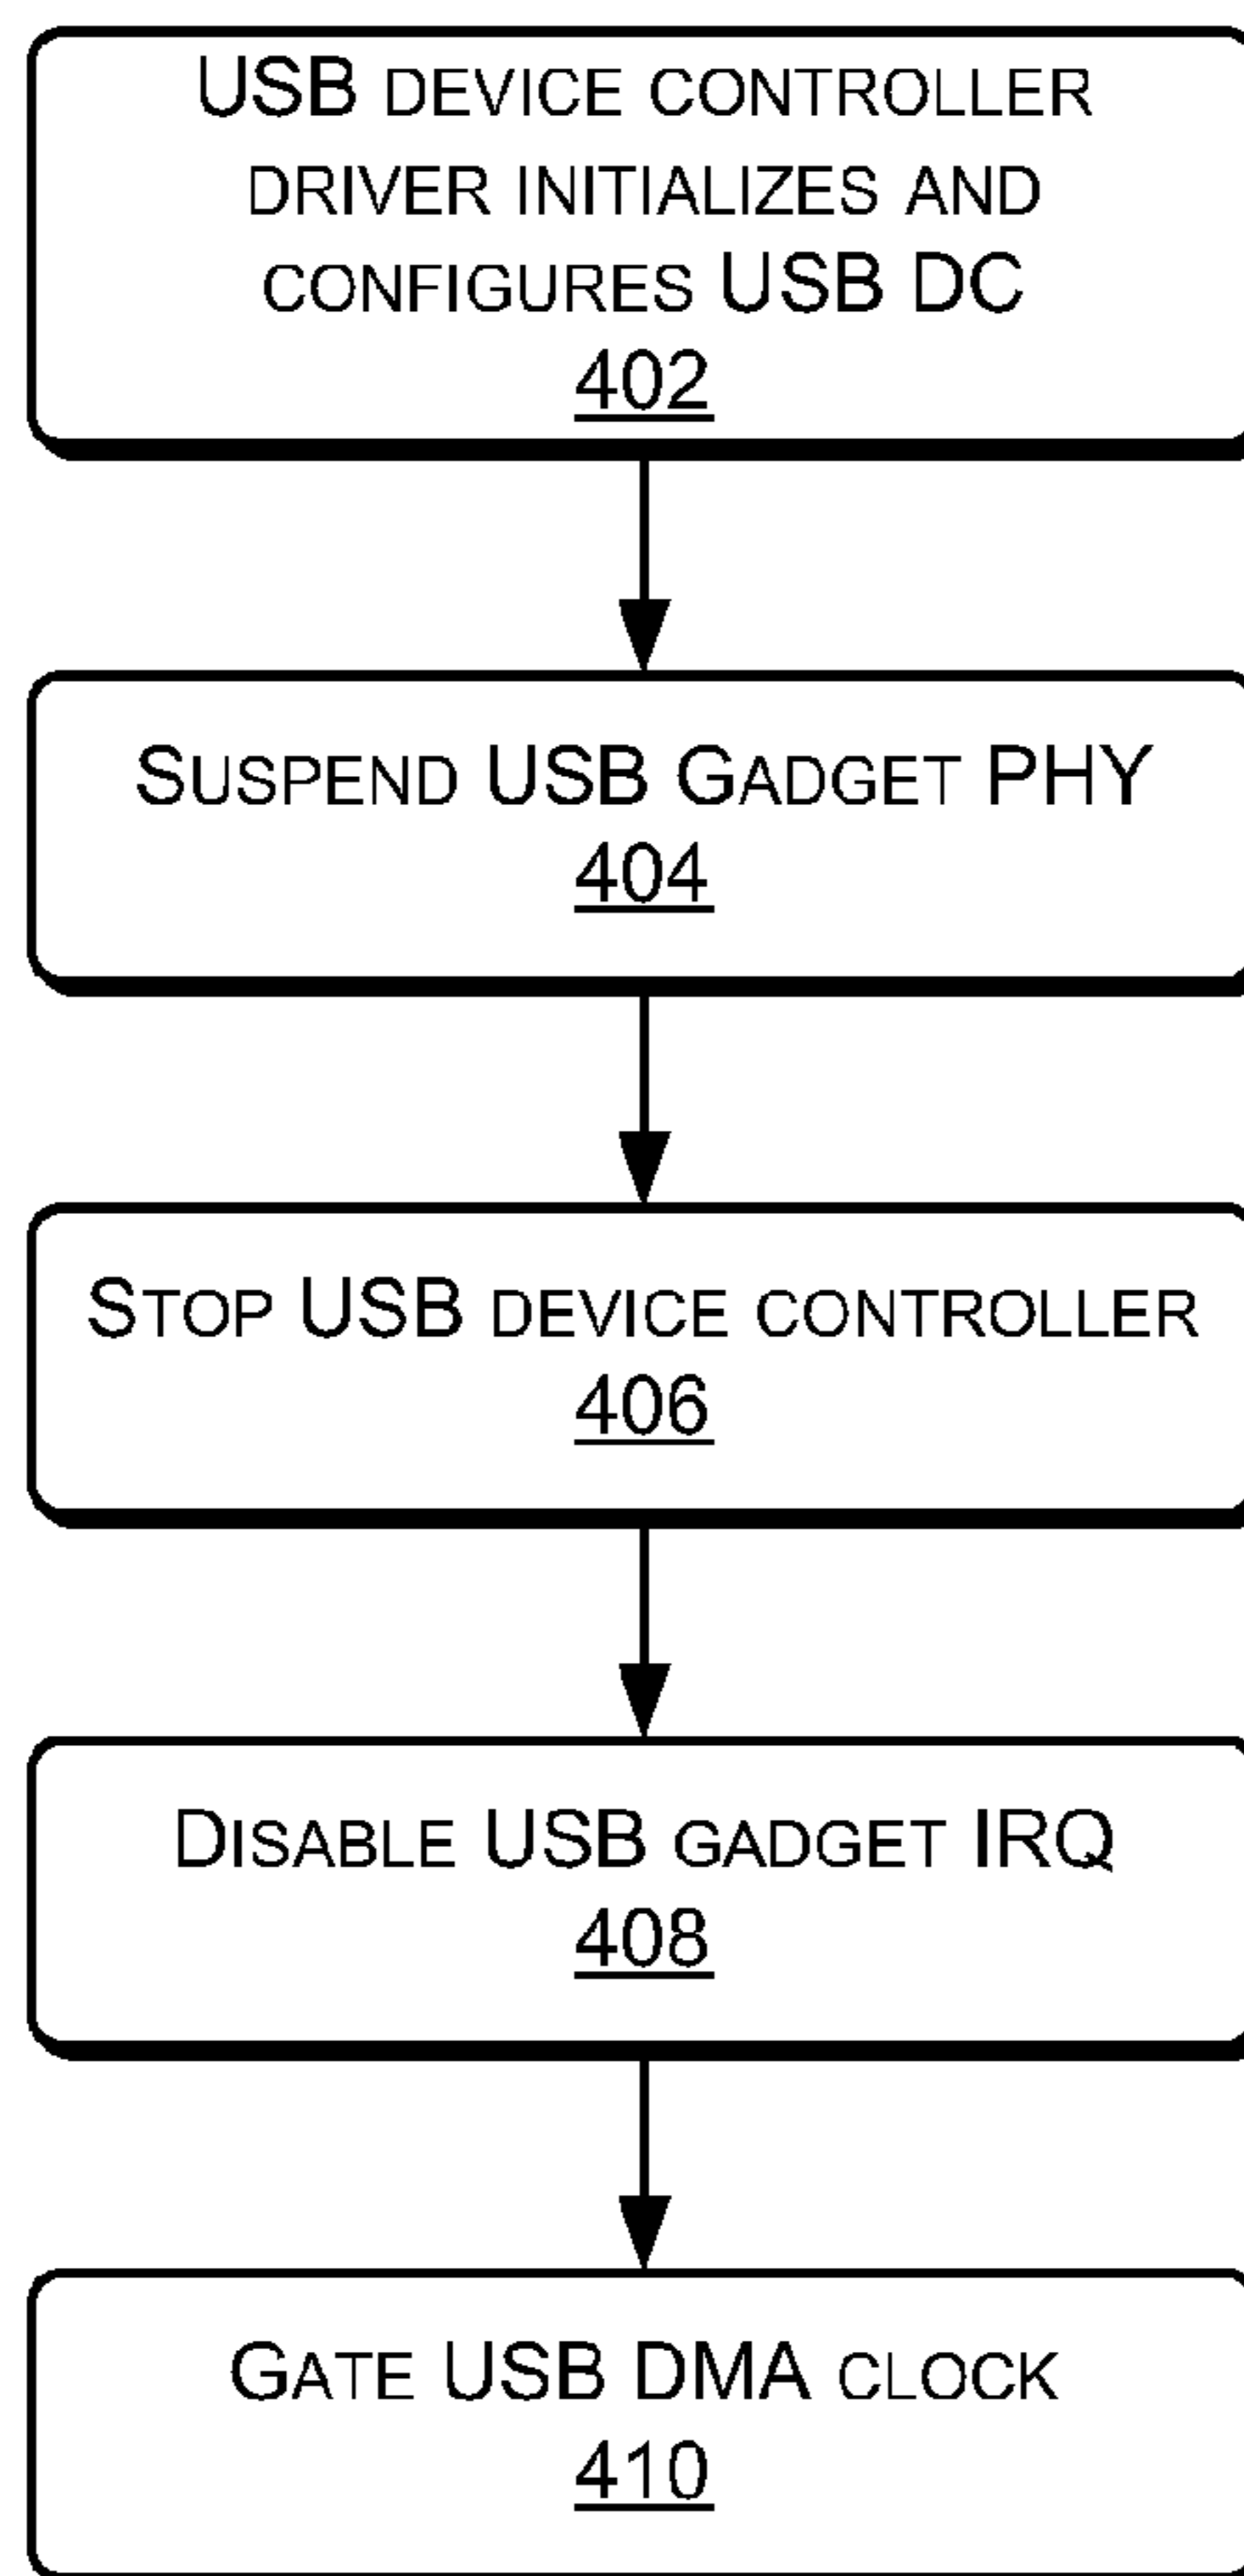 USB DEVICE CONTROLLER
DRIVER INITIALIZES AND
CONFIGURES USB DC
402
SUSPEND USB GADGET PHY
404
STOP USB DEVICE CONTROLLER
406
DISABLE USB GADGET IRQ
408
GATE USB DMA CLOCK
410